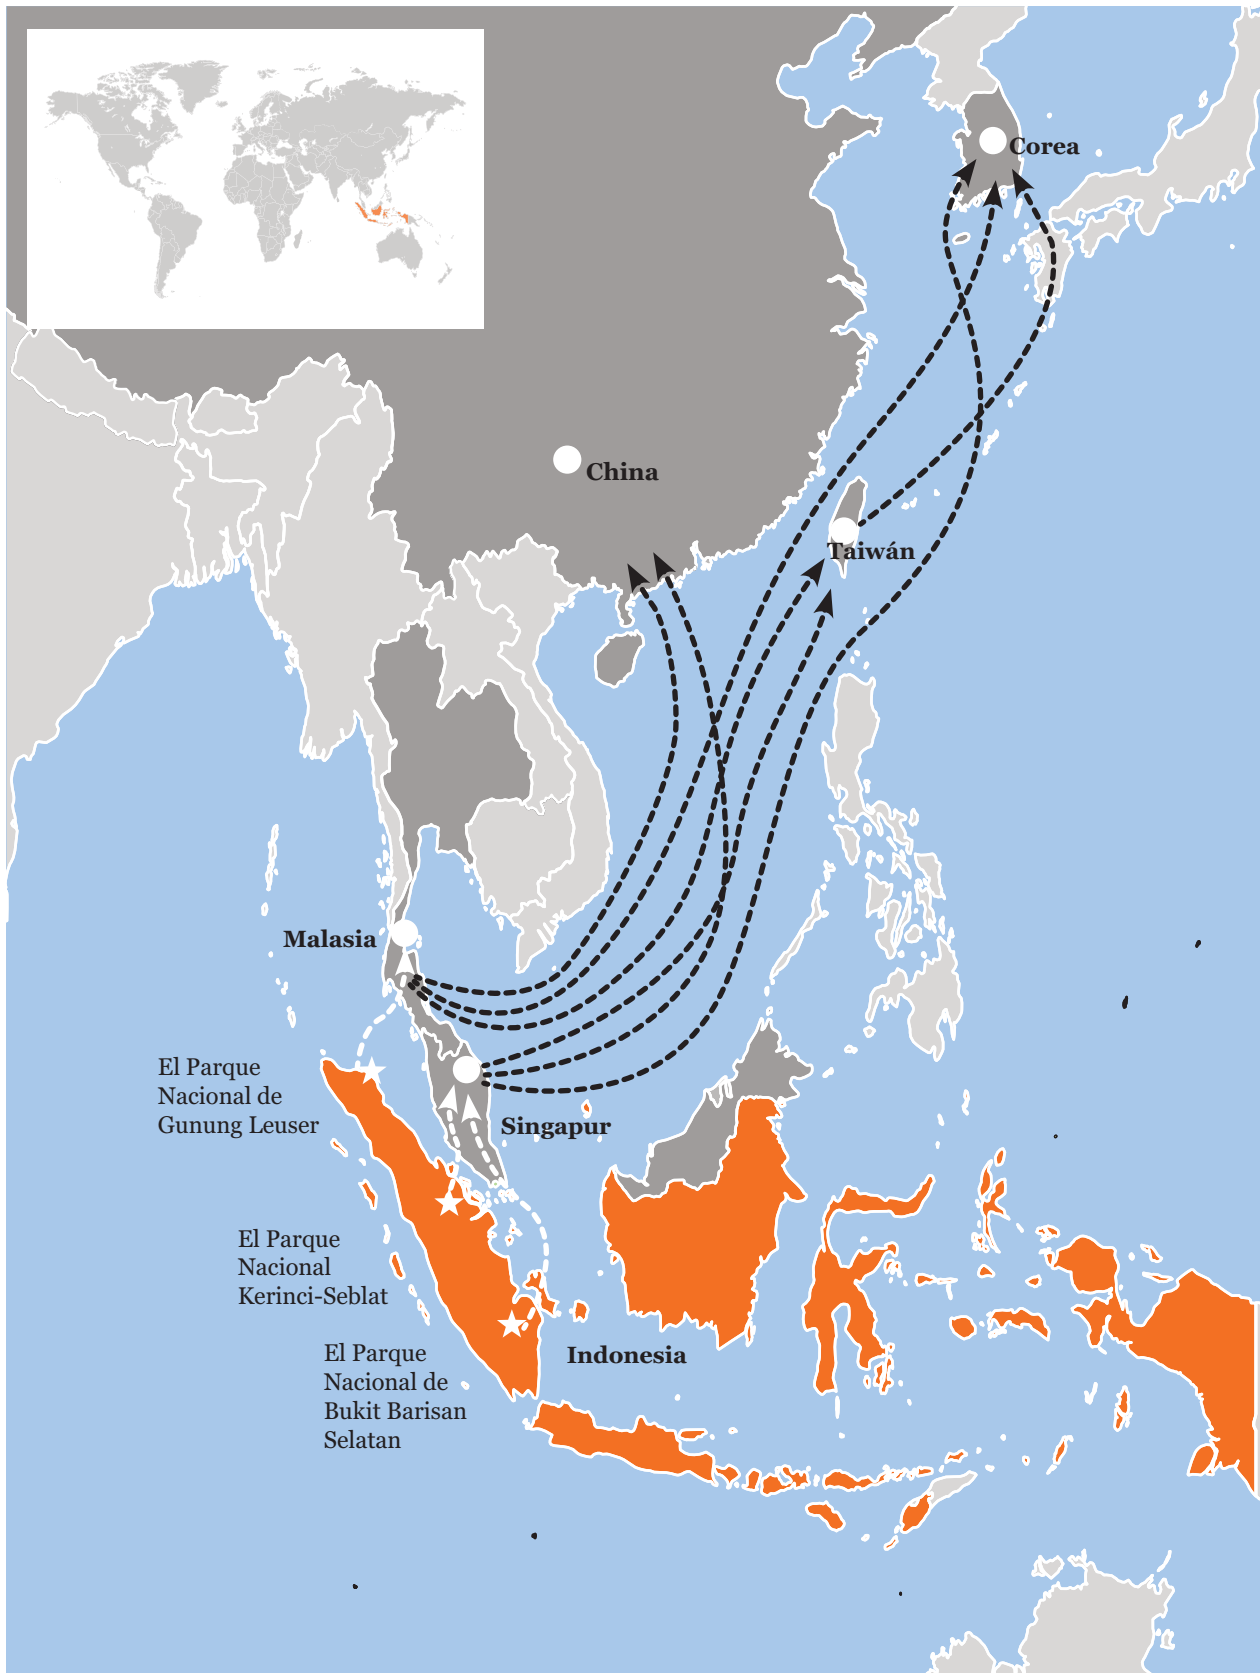 Corea
China
Taiwán
Malasia
El Parque
Nacional de
Gunung Leuser
Singapur
El Parque
Nacional
Kerinci-Seblat
El Parque
Nacional de
Bukit Barisan
Selatan
Indonesia